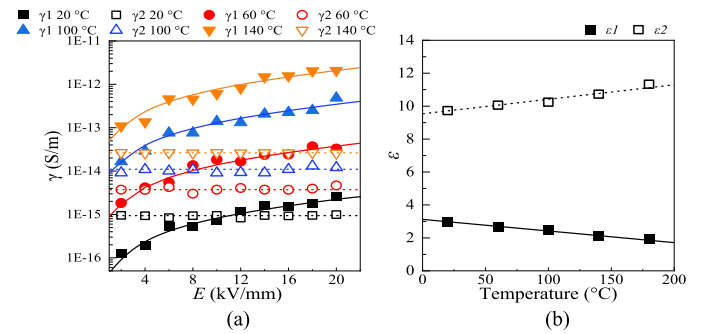 γ1 20 °C γ2 20 °C γ1 60 °C γ2 60 °C
γ1 100 °C γ2 100 °C γ1 140 °C γ2 140 °C
1E-11
1E-12
1E-13
1E-14
1E-15
1E-16
γ (S/m)
4 8 12 16 20
E (kV/mm)
(a)
ε1 ε2
14
12
10
8
6
4
2
0
ε
0 50 100 150 200
Temperature (°C)
(b)